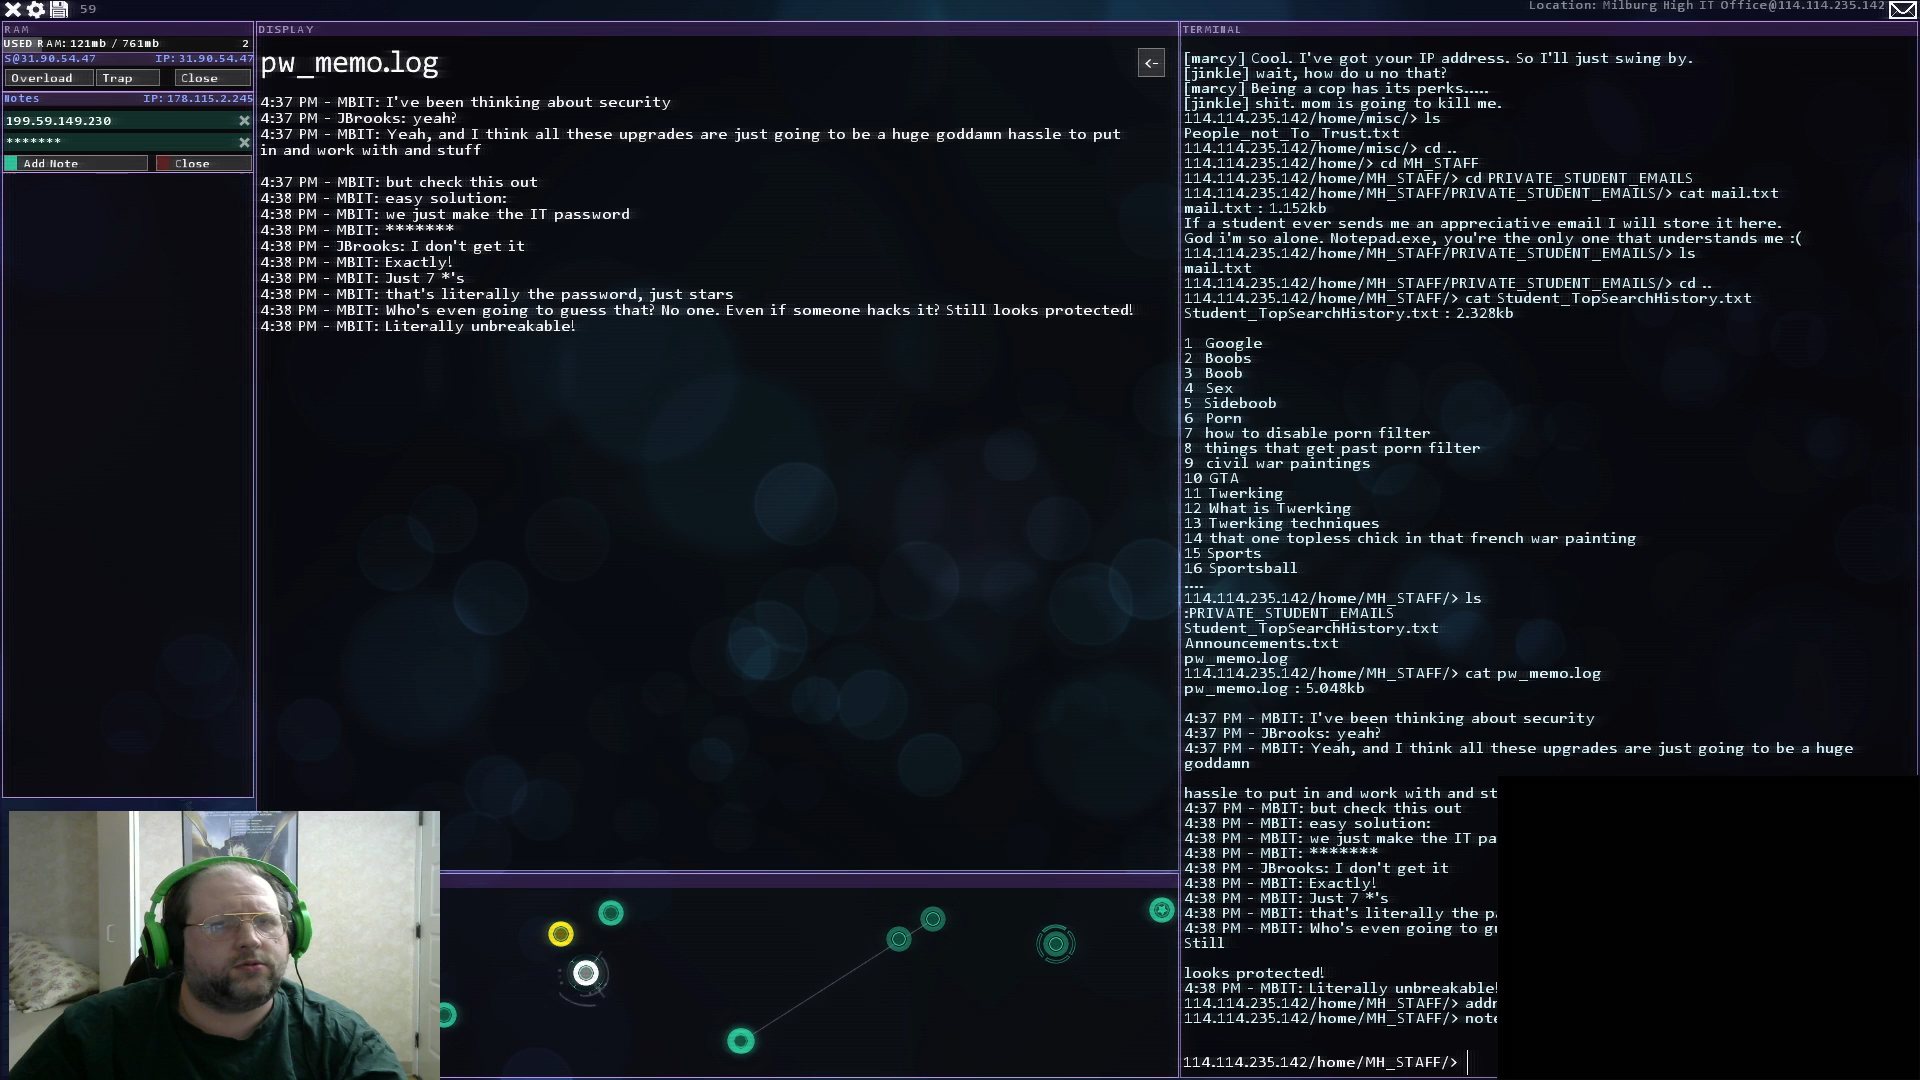 59
Location: Milburg High IT Office@114.114.235.142
RAM
USED RAM: 121mb / 761mb 2
S@31.90.54.47 IP: 31.90.54.47
Overload Trap Close
Notes IP: 178.115.2.245
199.59.149.230
*******
Add Note Close
DISPLAY
pw_memo.log
<-
4:37 PM - MBIT: I've been thinking about security
4:37 PM - JBrooks: yeah?
4:37 PM - MBIT: Yeah, and I think all these upgrades are just going to be a huge goddamn hassle to put
in and work with and stuff
4:37 PM - MBIT: but check this out
4:38 PM - MBIT: easy solution:
4:38 PM - MBIT: we just make the IT password
4:38 PM - MBIT: *******
4:38 PM - JBrooks: I don't get it
4:38 PM - MBIT: Exactly!
4:38 PM - MBIT: Just 7 *'s
4:38 PM - MBIT: that's literally the password, just stars
4:38 PM - MBIT: Who's even going to guess that? No one. Even if someone hacks it? Still looks protected!
4:38 PM - MBIT: Literally unbreakable!
TERMINAL
[marcy] Cool. I've got your IP address. So I'll just swing by.
[jinkle] wait, how do u no that?
[marcy] Being a cop has its perks.....
[jinkle] shit. mom is going to kill me.
114.114.235.142/home/misc/> ls
People_not_To_Trust.txt
114.114.235.142/home/misc/> cd ..
114.114.235.142/home/> cd MH_STAFF
114.114.235.142/home/MH_STAFF/> cd PRIVATE_STUDENT_EMAILS
114.114.235.142/home/MH_STAFF/PRIVATE_STUDENT_EMAILS/> cat mail.txt
mail.txt : 1.152kb
If a student ever sends me an appreciative email I will store it here.
God i'm so alone. Notepad.exe, you're the only one that understands me :(
114.114.235.142/home/MH_STAFF/PRIVATE_STUDENT_EMAILS/> ls
mail.txt
114.114.235.142/home/MH_STAFF/PRIVATE_STUDENT_EMAILS/> cd ..
114.114.235.142/home/MH_STAFF/> cat Student_TopSearchHistory.txt
Student_TopSearchHistory.txt : 2.328kb
1 Google
2 Boobs
3 Boob
4 Sex
5 Sideboob
6 Porn
7 how to disable porn filter
8 things that get past porn filter
9 civil war paintings
10 GTA
11 Twerking
12 What is Twerking
13 Twerking techniques
14 that one topless chick in that french war painting
15 Sports
16 Sportsball
....
114.114.235.142/home/MH_STAFF/> ls
:PRIVATE_STUDENT_EMAILS
Student_TopSearchHistory.txt
Announcements.txt
pw_memo.log
114.114.235.142/home/MH_STAFF/> cat pw_memo.log
pw_memo.log : 5.048kb
4:37 PM - MBIT: I've been thinking about security
4:37 PM - JBrooks: yeah?
4:37 PM - MBIT: Yeah, and I think all these upgrades are just going to be a huge
goddamn
hassle to put in and work with and st
4:37 PM - MBIT: but check this out
4:38 PM - MBIT: easy solution:
4:38 PM - MBIT: we just make the IT pa
4:38 PM - MBIT: *******
4:38 PM - JBrooks: I don't get it
4:38 PM - MBIT: Exactly!
4:38 PM - MBIT: Just 7 *'s
4:38 PM - MBIT: that's literally the p
4:38 PM - MBIT: Who's even going to gu
Still
looks protected!
4:38 PM - MBIT: Literally unbreakable!
114.114.235.142/home/MH_STAFF/> addn
114.114.235.142/home/MH_STAFF/> note
114.114.235.142/home/MH_STAFF/>